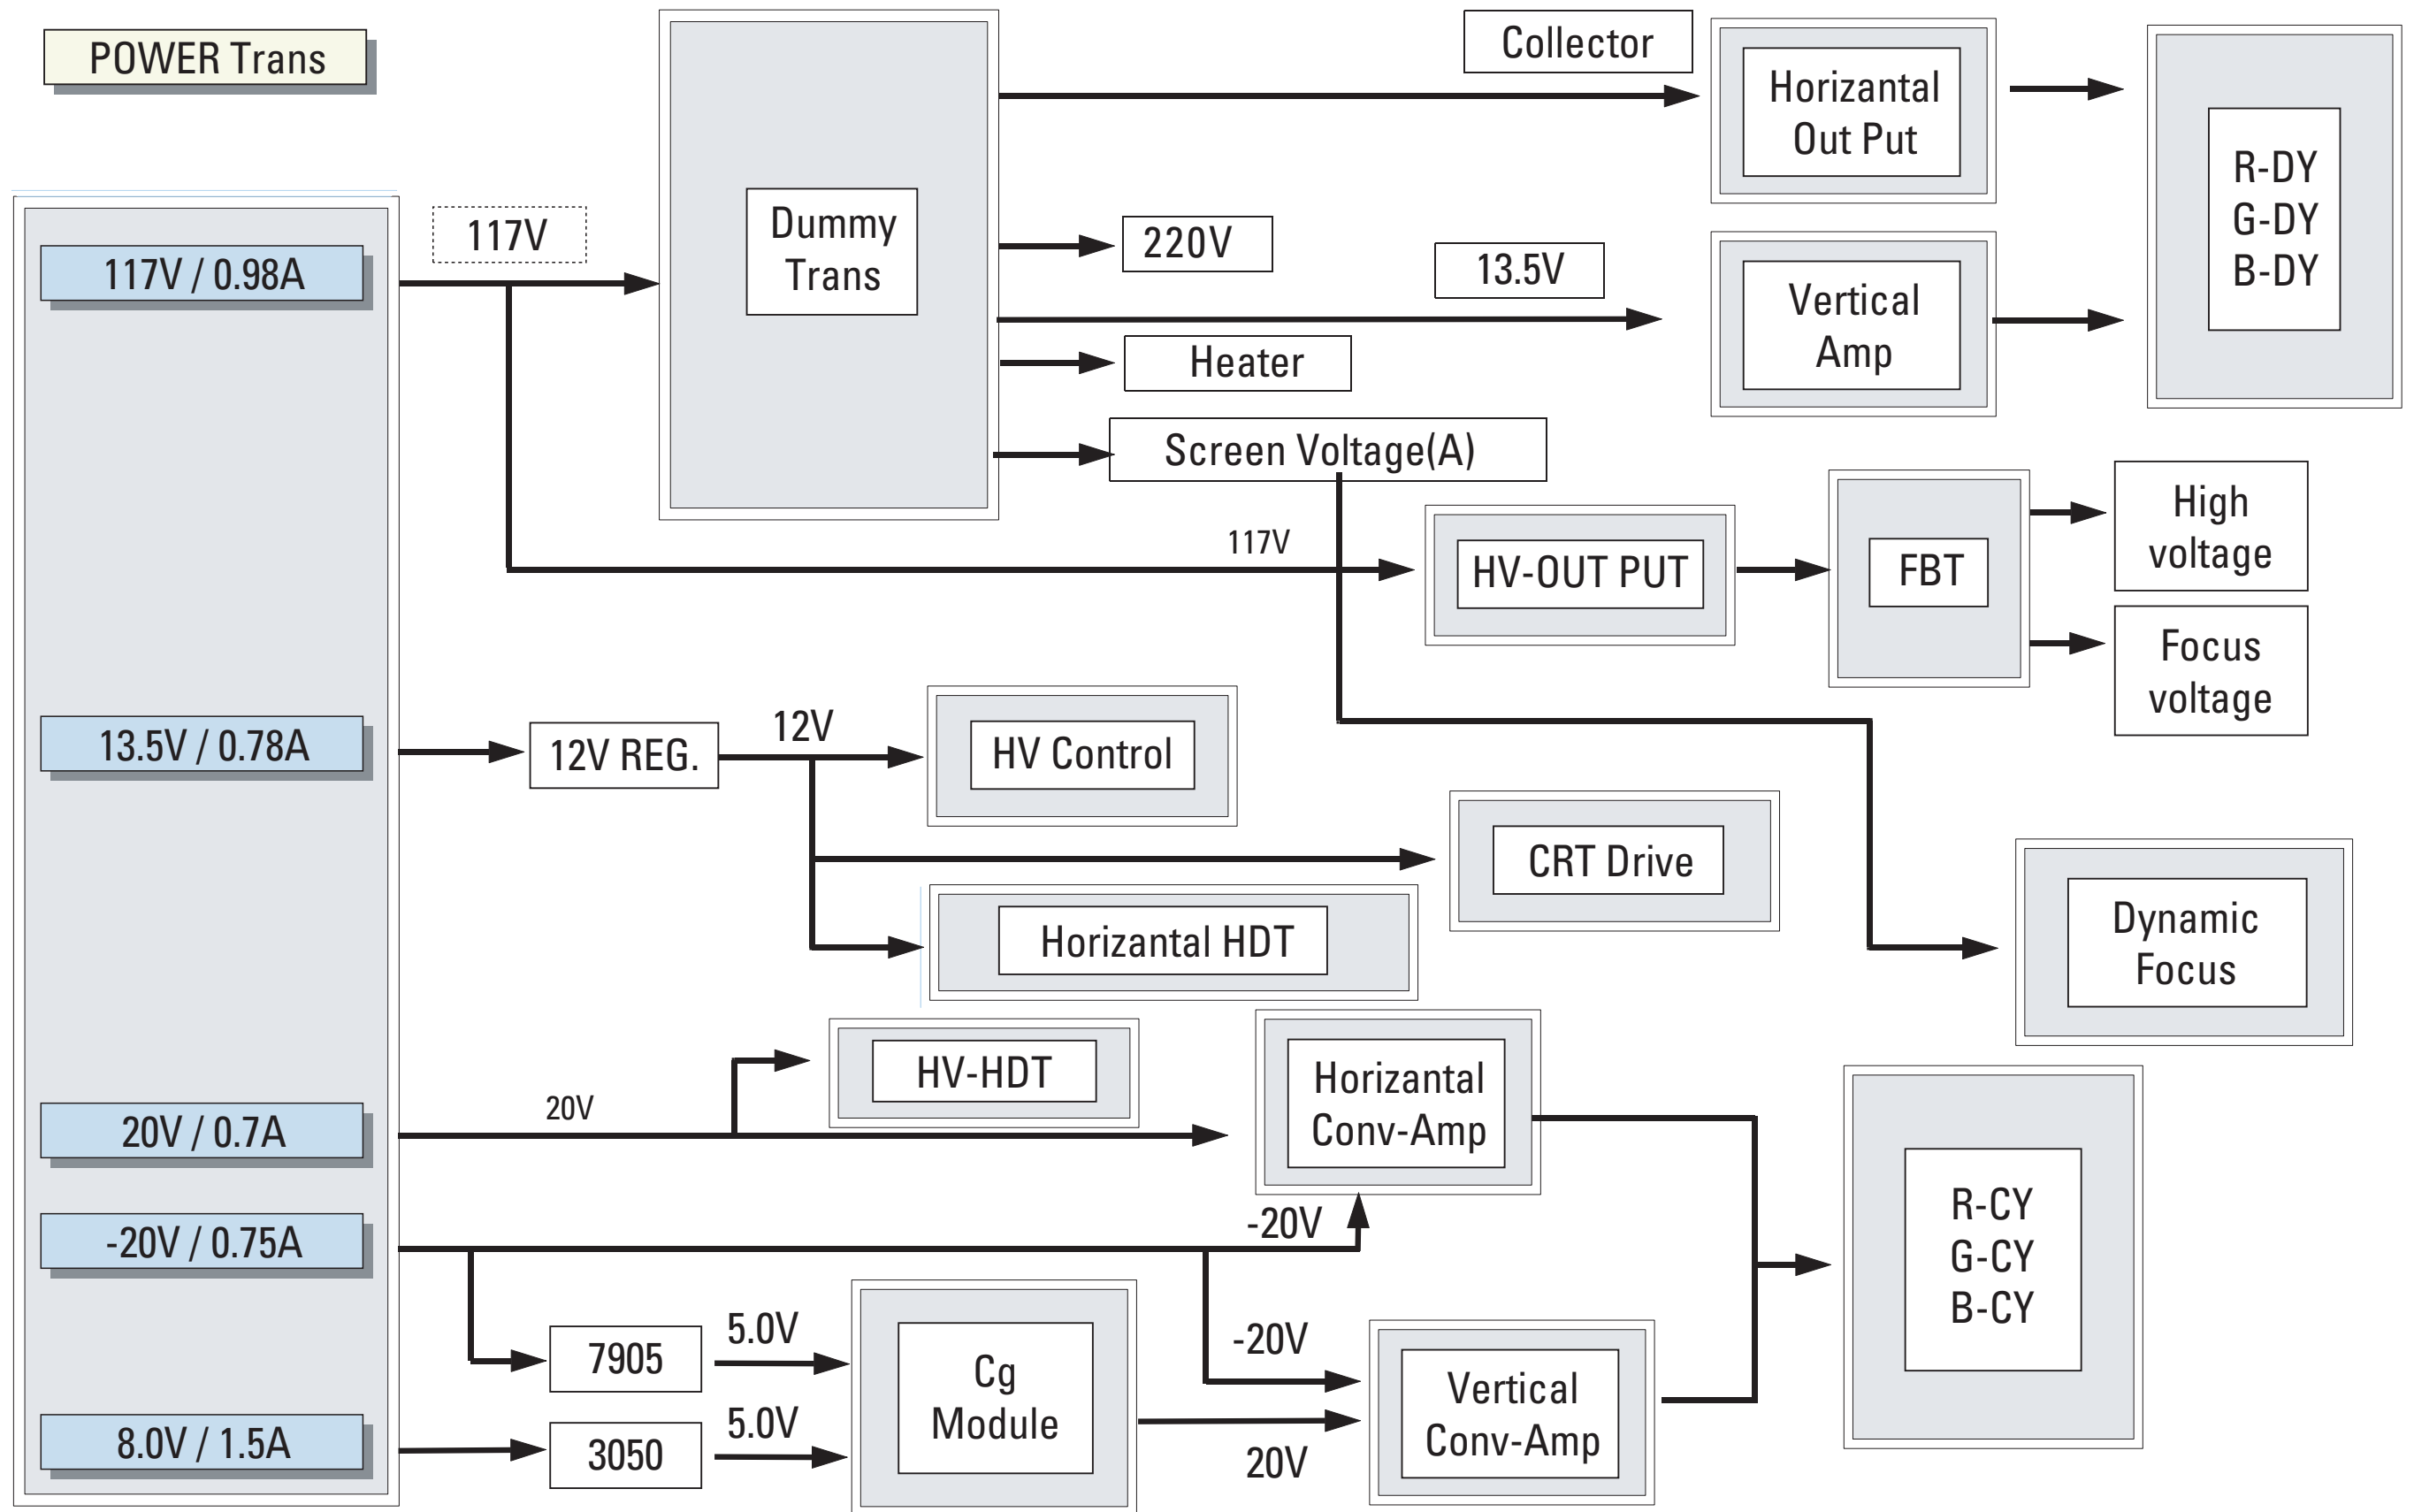 POWER Trans
117V / 0.98A
13.5V / 0.78A
20V / 0.7A
-20V / 0.75A
8.0V / 1.5A
117V
Dummy
Trans
Collector
Horizantal
Out Put
R-DY
G-DY
B-DY
220V
13.5V
Vertical
Amp
Heater
Screen Voltage(A)
117V
HV-OUT PUT
FBT
High
voltage
Focus
voltage
12V REG.
12V
HV Control
CRT Drive
Horizantal HDT
Dynamic
Focus
20V
HV-HDT
Horizantal
Conv-Amp
-20V
R-CY
G-CY
B-CY
7905
5.0V
3050
5.0V
Cg
Module
-20V
20V
Vertical
Conv-Amp